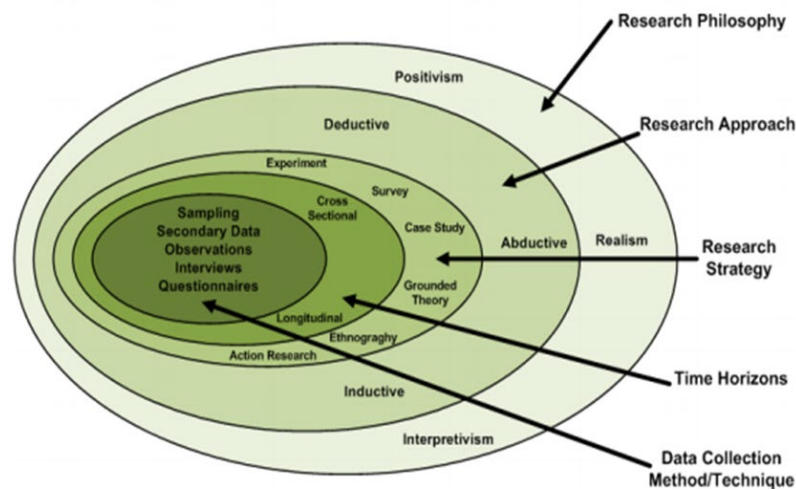 Research Philosophy
Positivism
Research Approach
Deductive
Experiment
Survey
Cross
Sectional
Sampling
Secondary Data
Observations
Interviews
Questionnaires
Case Study
Abductive
Realism
Research
Strategy
Grounded
Theory
Longitudinal
Ethnograghy
Action Research
Time Horizons
Inductive
Interpretivism
Data Collection
Method/Technique